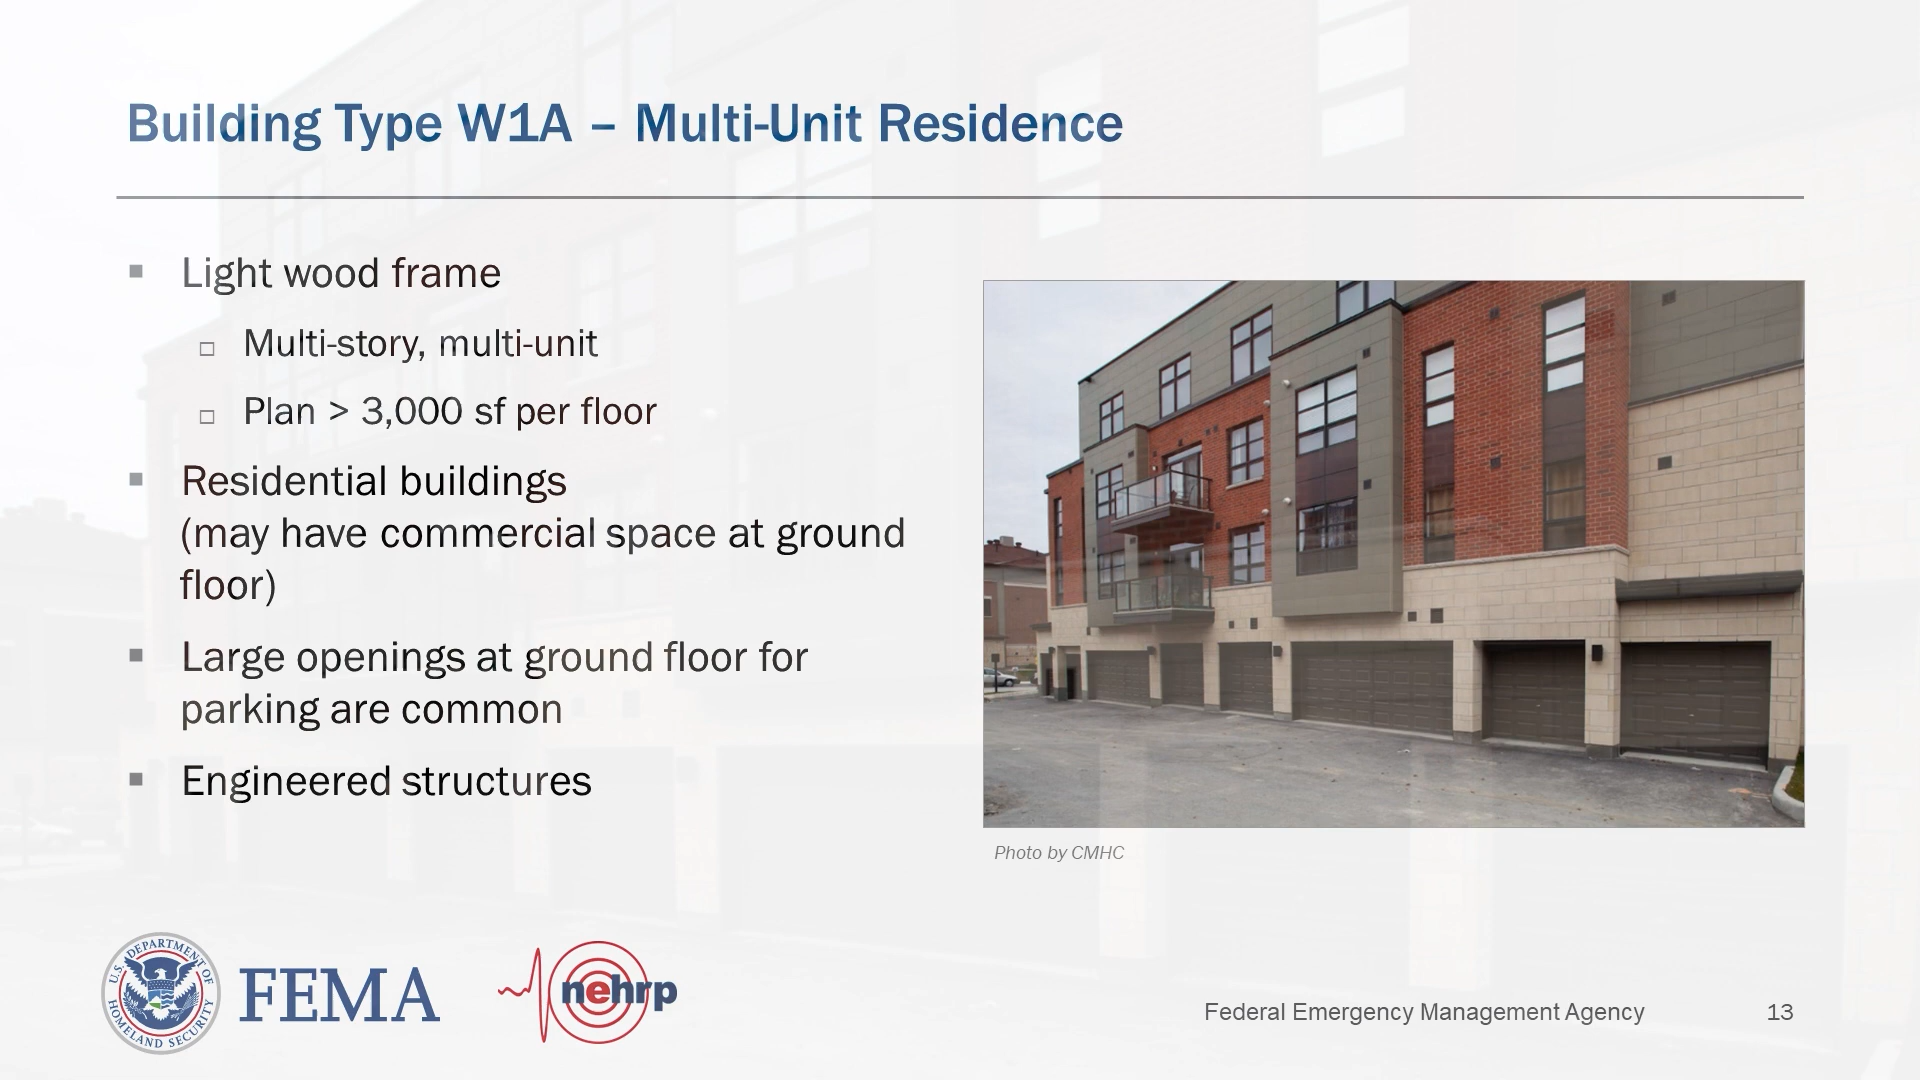 Building Type W1A – Multi-Unit Residence
Light wood frame
Multi-story, multi-unit
Plan > 3,000 sf per floor
Residential buildings
(may have commercial space at ground
floor)
Large openings at ground floor for
parking are common
Engineered structures
Photo by CMHC
U.S. DEPARTMENT OF
HOMELAND SECURITY
FEMA
nehrp
Federal Emergency Management Agency
13